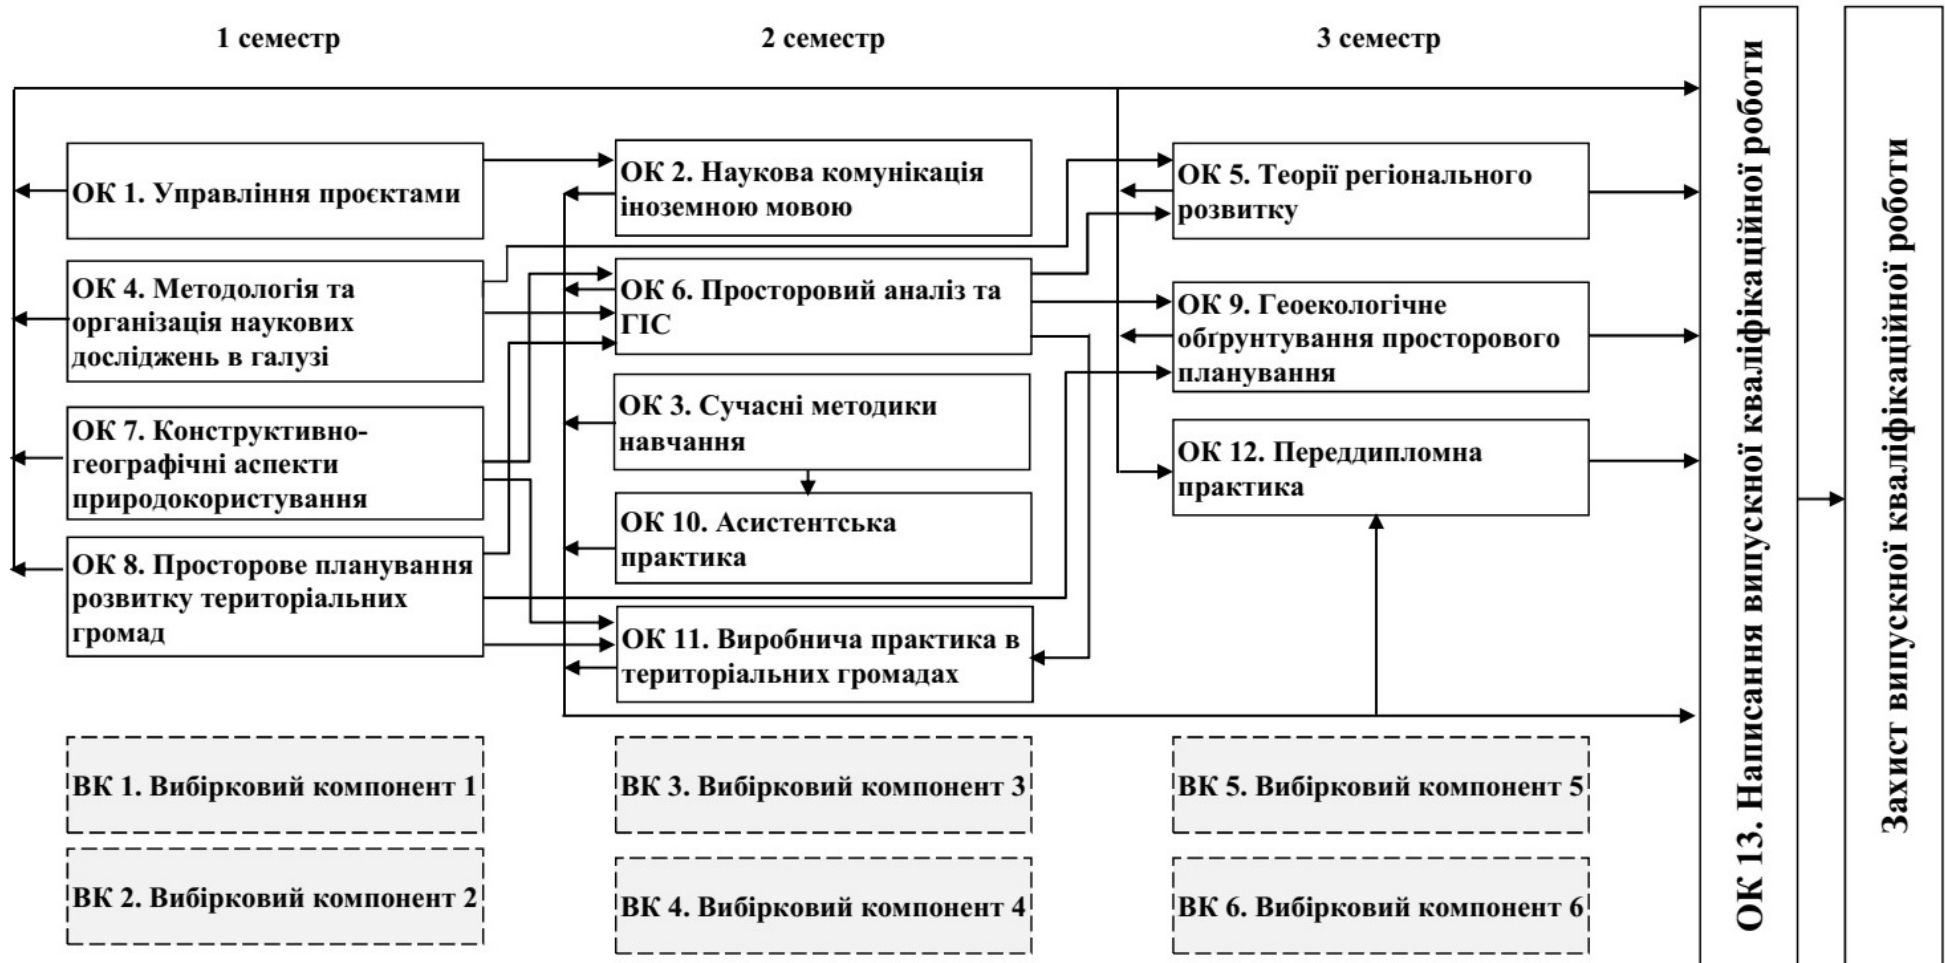 1 семестр
2 семестр
3 семестр
ОК 1. Управління проєктами
ОК 4. Методологія та
організація наукових
досліджень в галузі
ОК 7. Конструктивно-
географічні аспекти
природокористування
ОК 8. Просторове планування
розвитку територіальних
громад
ВК 1. Вибірковий компонент 1
ВК 2. Вибірковий компонент 2
ОК 2. Наукова комунікація
іноземною мовою
ОК 6. Просторовий аналіз та
ГІС
ОК 3. Сучасні методики
навчання
ОК 10. Асистентська
практика
ОК 11. Виробнича практика в
територіальних громадах
ВК 3. Вибірковий компонент 3
ВК 4. Вибірковий компонент 4
ОК 5. Теорії регіонального
розвитку
ОК 9. Геоекологічне
обґрунтування просторового
планування
ОК 12. Переддипломна
практика
ВК 5. Вибірковий компонент 5
ВК 6. Вибірковий компонент 6
ОК 13. Написання випускної кваліфікаційної роботи
Захист випускної кваліфікаційної роботи